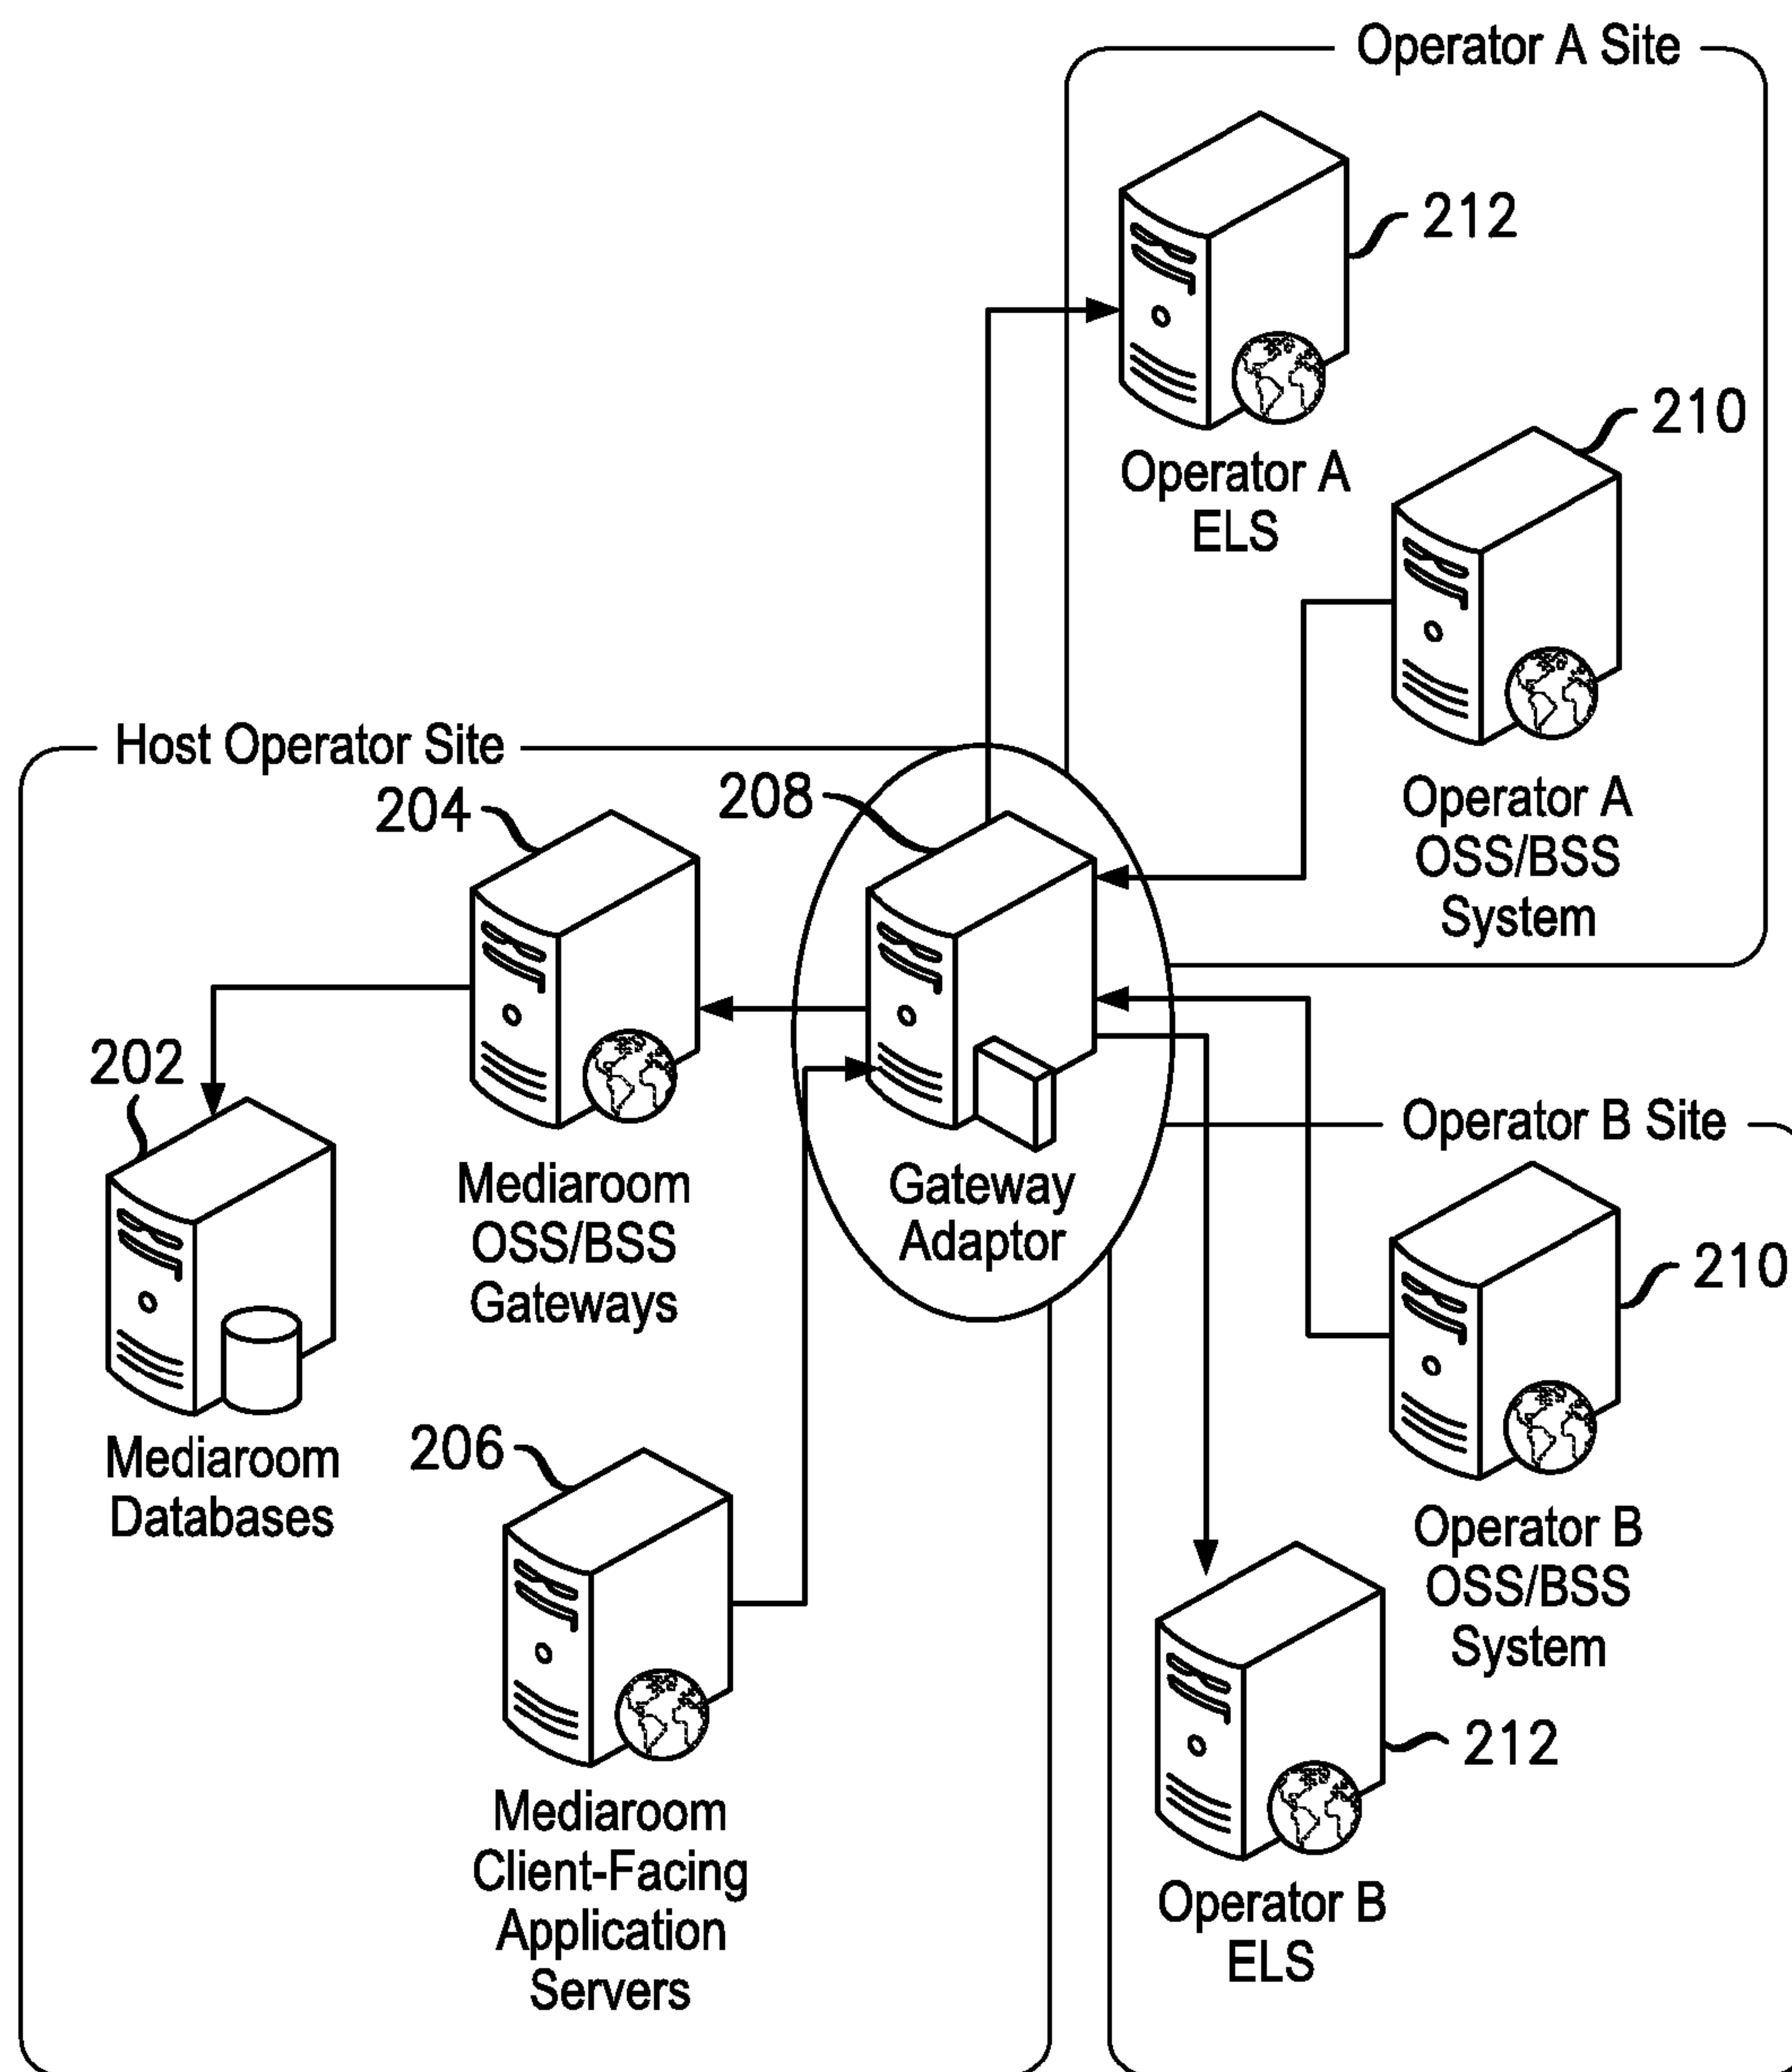 Operator A Site
212
Operator A
ELS
210
Operator A
OSS/BSS
System
Host Operator Site
204
208
Mediaroom
OSS/BSS
Gateways
Gateway
Adaptor
202
Mediaroom
Databases
206
Mediaroom
Client-Facing
Application
Servers
Operator B Site
210
Operator B
OSS/BSS
System
212
Operator B
ELS